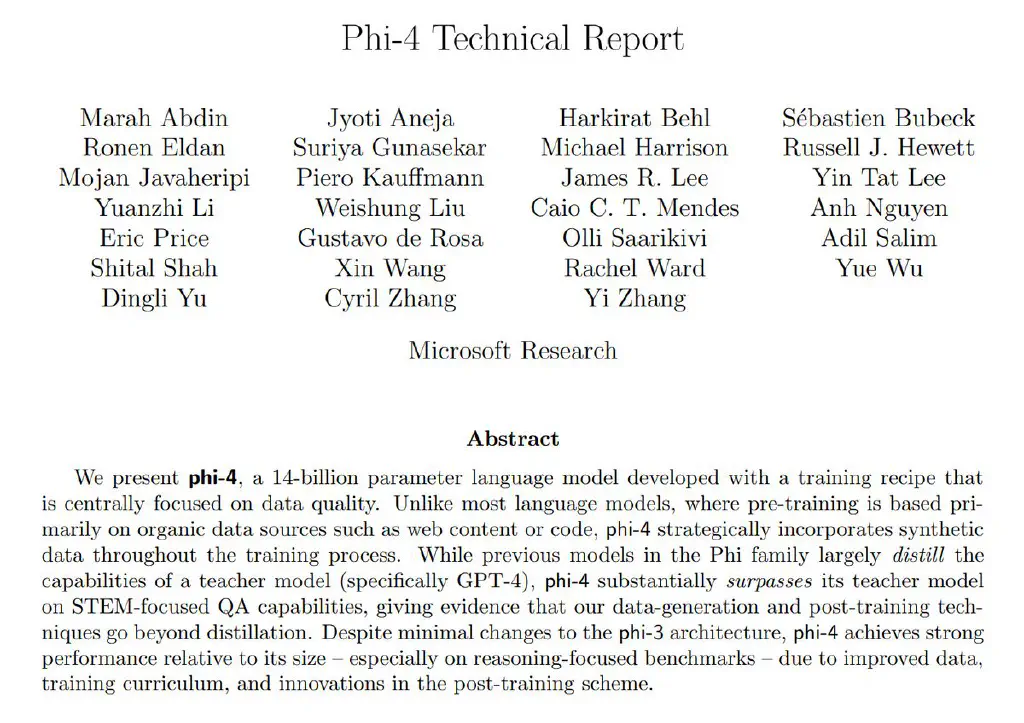 Phi-4 Technical Report
Marah Abdin Jyoti Aneja Harkirat Behl Sébastien Bubeck
Ronen Eldan Suriya Gunasekar Michael Harrison Russell J. Hewett
Mojan Javaheripi Piero Kauffmann James R. Lee Yin Tat Lee
Yuanzhi Li Weishung Liu Caio C. T. Mendes Anh Nguyen
Eric Price Gustavo de Rosa Olli Saarikivi Adil Salim
Shital Shah Xin Wang Rachel Ward Yue Wu
Dingli Yu Cyril Zhang Yi Zhang
Microsoft Research
Abstract
We present phi-4, a 14-billion parameter language model developed with a training recipe that
is centrally focused on data quality. Unlike most language models, where pre-training is based pri-
marily on organic data sources such as web content or code, phi-4 strategically incorporates synthetic
data throughout the training process. While previous models in the Phi family largely distill the
capabilities of a teacher model (specifically GPT-4), phi-4 substantially surpasses its teacher model
on STEM-focused QA capabilities, giving evidence that our data-generation and post-training tech-
niques go beyond distillation. Despite minimal changes to the phi-3 architecture, phi-4 achieves strong
performance relative to its size – especially on reasoning-focused benchmarks – due to improved data,
training curriculum, and innovations in the post-training scheme.